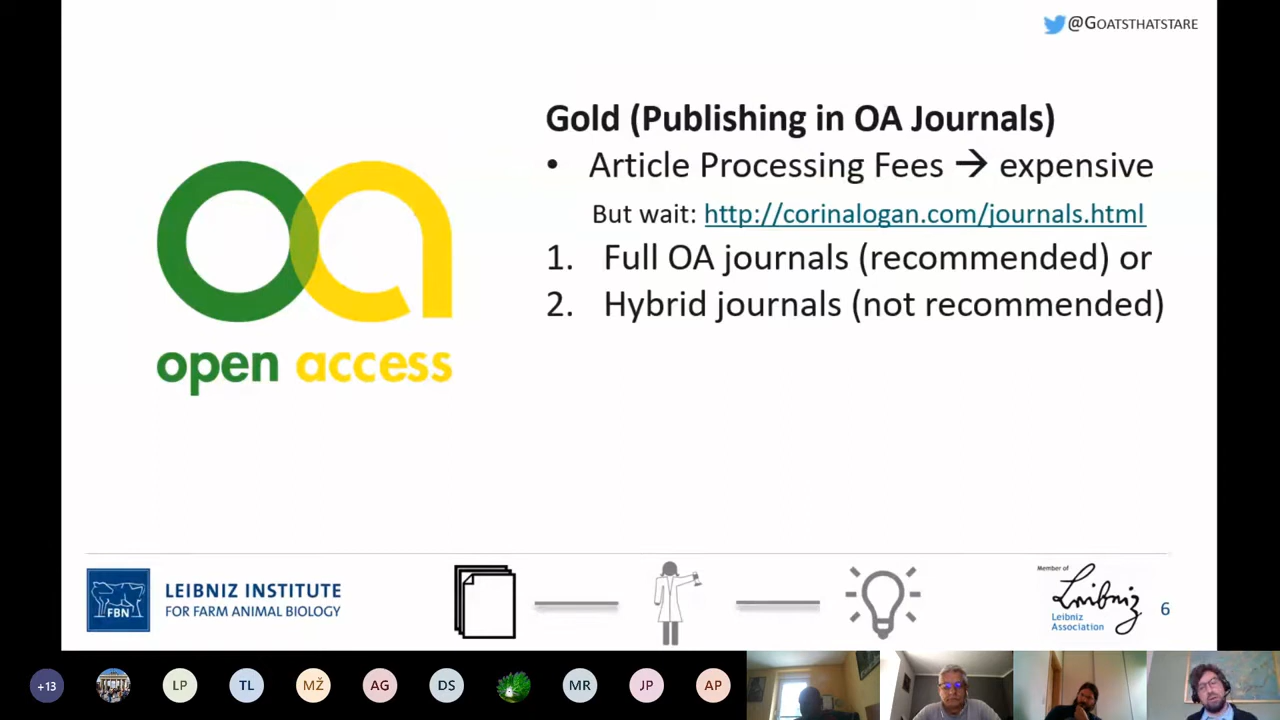 @GOATSTHATSTARE
Gold (Publishing in OA Journals)
• Article Processing Fees → expensive
But wait: http://corinalogan.com/journals.html
1. Full OA journals (recommended) or
2. Hybrid journals (not recommended)
oa
open access
FBN
LEIBNIZ INSTITUTE
FOR FARM ANIMAL BIOLOGY
Member of
Leibniz
Leibniz
Association
6
+13
LP
TL
MŽ
AG
DS
MR
JP
AP